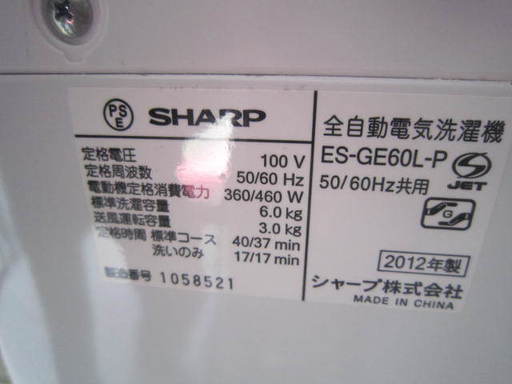 PS
E
SHARP
定格電圧 100 V
定格周波数 50/60 Hz
電動機定格消費電力 360/460 W
標準洗濯容量 6.0 kg
送風運転容量 3.0 kg
定格時間 標準コース 40/37 min
洗いのみ 17/17 min
製造番号 1058521
全自動電気洗濯機
ES-GE60L-P
50/60Hz共用
JET
2012年製
シャープ株式会社
MADE IN CHINA